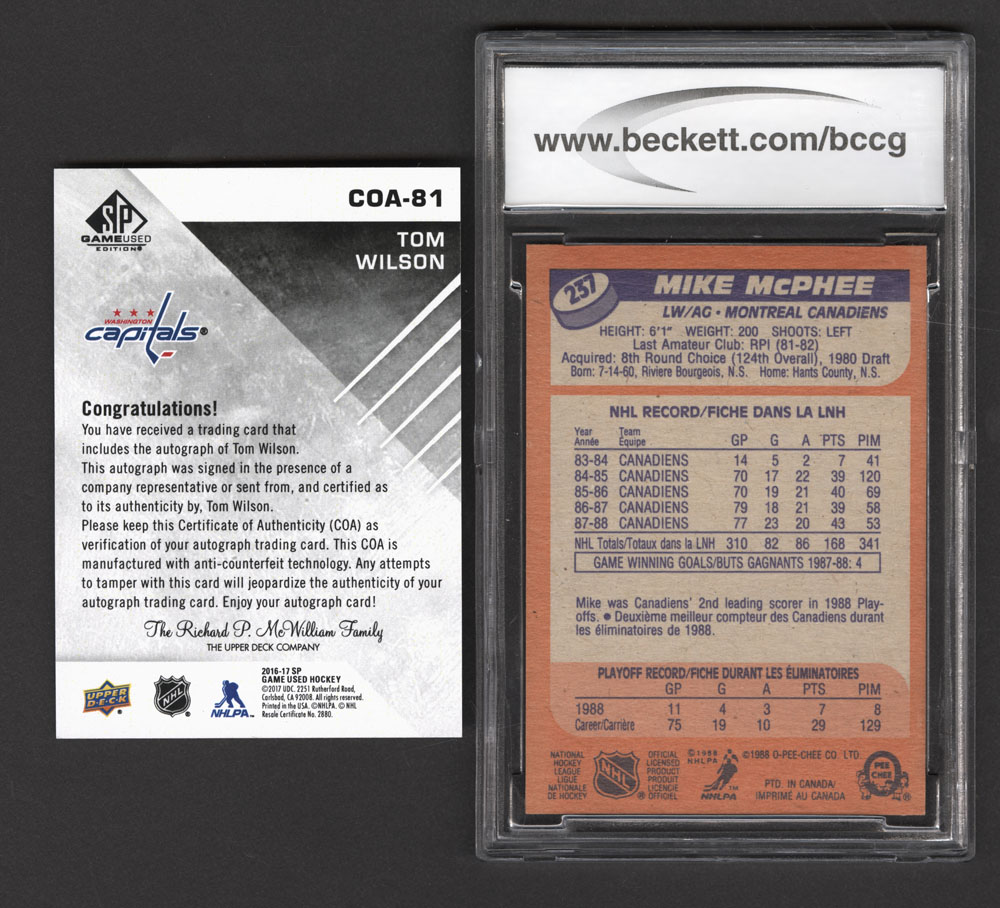 COA-81
SP
GAMEUSED
EDITION
TOM
WILSON
WASHINGTON
capitals®
Congratulations!
You have received a trading card that
includes the autograph of Tom Wilson.
This autograph was signed in the presence of a
company representative or sent from, and certified as
to its authenticity by, Tom Wilson.
Please keep this Certificate of Authenticity (COA) as
verification of your autograph trading card. This COA is
manufactured with anti-counterfeit technology. Any attempts
to tamper with this card will jeopardize the authenticity of your
autograph trading card. Enjoy your autograph card!
The Richard P. McWilliam Family
THE UPPER DECK COMPANY
UPPER
D·E·C·K
NHL
NHLPA™
2016-17 SP
GAME USED HOCKEY
©2017 UDC. 2251 Rutherford Road,
Carlsbad, CA 92008. All rights reserved.
Printed in the USA. ©NHLPA. © NHL
Resale Certificate No. 2880.
www.beckett.com/bccg
237
MIKE McPHEE
LW/AG • MONTREAL CANADIENS
HEIGHT: 6'1" WEIGHT: 200 SHOOTS: LEFT
Last Amateur Club: RPI (81-82)
Acquired: 8th Round Choice (124th Overall), 1980 Draft
Born: 7-14-60, Riviere Bourgeois, N.S. Home: Hants County, N.S.
NHL RECORD/FICHE DANS LA LNH
Year Team
Année Équipe GP G A PTS PIM
83-84 CANADIENS 14 5 2 7 41
84-85 CANADIENS 70 17 22 39 120
85-86 CANADIENS 70 19 21 40 69
86-87 CANADIENS 79 18 21 39 58
87-88 CANADIENS 77 23 20 43 53
NHL Totals/Totaux dans la LNH 310 82 86 168 341
GAME WINNING GOALS/BUTS GAGNANTS 1987-88: 4
Mike was Canadiens' 2nd leading scorer in 1988 Play-
offs. ● Deuxième meilleur compteur des Canadiens durant
les éliminatoires de 1988.
PLAYOFF RECORD/FICHE DURANT LES ÉLIMINATOIRES
GP G A PTS PIM
1988 11 4 3 7 8
Career/Carrière 75 19 10 29 129
NATIONAL
HOCKEY
LEAGUE
LIGUE
NATIONALE
DE HOCKEY
NHL
®
OFFICIAL
LICENSED
PRODUCT
PRODUIT
LICENCIÉ
OFFICIEL
©1988
NHLPA
NHLPA™
©1988 O-PEE-CHEE CO. LTD.
PTD. IN CANADA/
IMPRIMÉ AU CANADA
PEE
CHEE
®